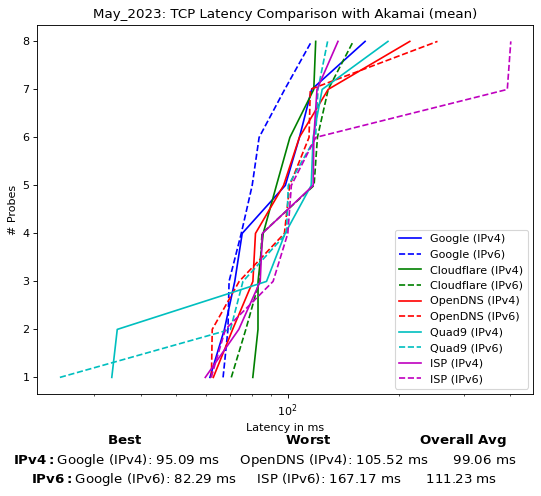 May_2023: TCP Latency Comparison with Akamai (mean)
8
7
6
5
4
3
2
1
# Probes
Google (IPv4)
Google (IPv6)
Cloudflare (IPv4)
Cloudflare (IPv6)
OpenDNS (IPv4)
OpenDNS (IPv6)
Quad9 (IPv4)
Quad9 (IPv6)
ISP (IPv4)
ISP (IPv6)
10²
Latency in ms
Best Worst Overall Avg
IPv4: Google (IPv4): 95.09 ms OpenDNS (IPv4): 105.52 ms 99.06 ms
IPv6: Google (IPv6): 82.29 ms ISP (IPv6): 167.17 ms 111.23 ms